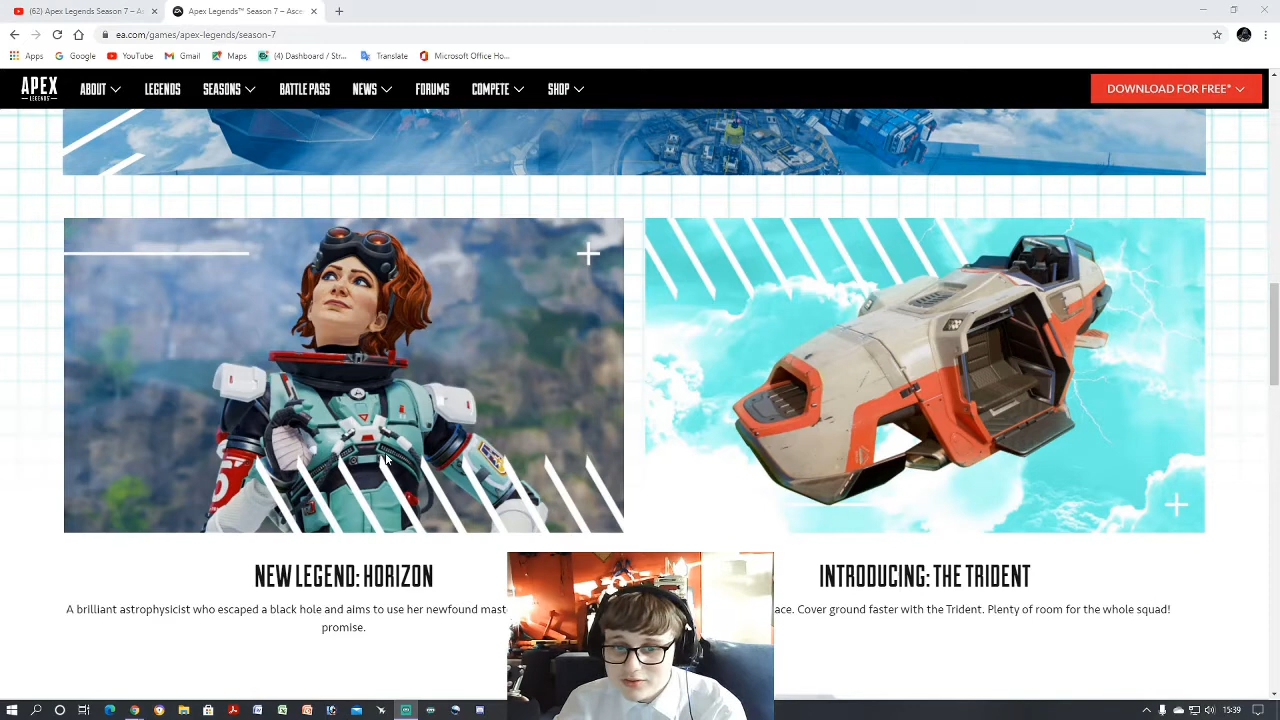 (62) Apex Legends Season 7 – A
Apex Legends™ Season 7 – Asce
ea.com/games/apex-legends/season-7
Apps
Google
YouTube
Gmail
Maps
(4) Dashboard / Str...
Translate
Microsoft Office Ho...
APEX
LEGENDS
ABOUT
LEGENDS
SEASONS
BATTLE PASS
NEWS
FORUMS
COMPETE
SHOP
DOWNLOAD FOR FREE*
NEW LEGEND: HORIZON
INTRODUCING: THE TRIDENT
A brilliant astrophysicist who escaped a black hole and aims to use her newfound
ace. Cover ground faster with the Trident. Plenty of room for the whole squad!
promise.
15:39